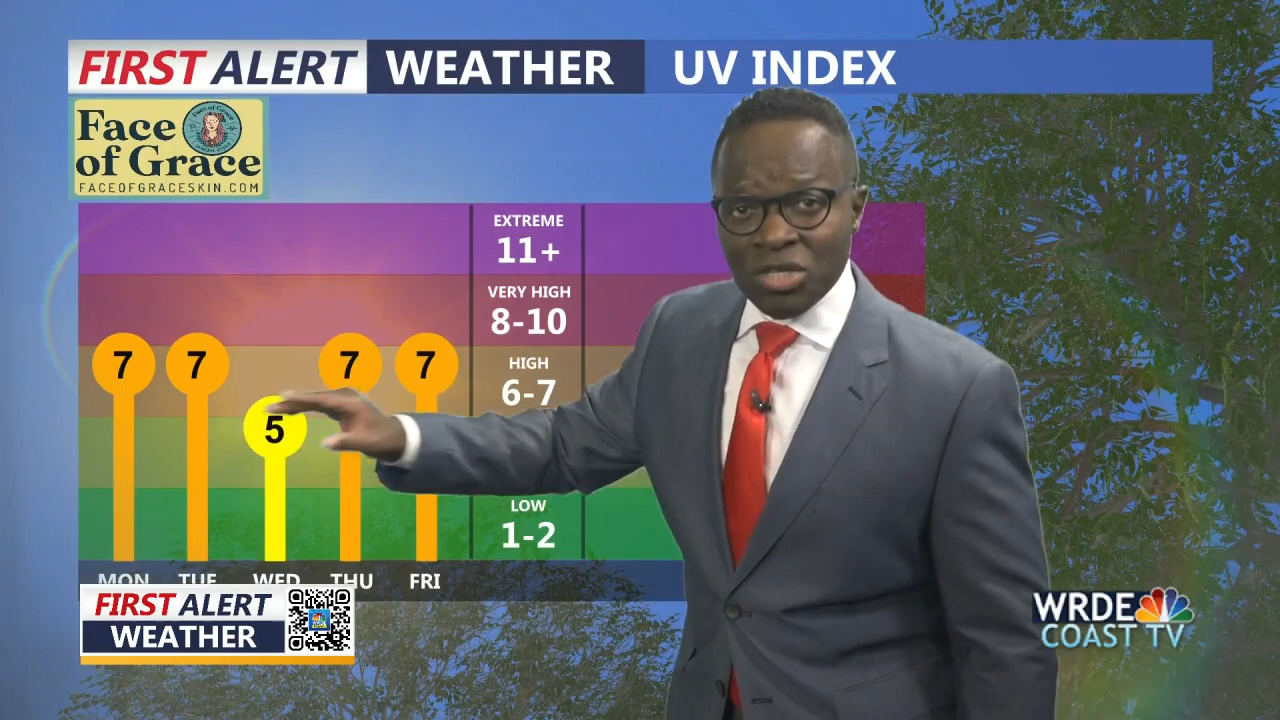 FIRST ALERT WEATHER UV INDEX
Face
of Grace
FACEOFGRACESKIN.COM
EXTREME
11+
VERY HIGH
8-10
7 7 7 7
HIGH
6-7
5
LOW
1-2
MON TUE WED THU FRI
FIRST ALERT
WEATHER
WRDE
COAST TV